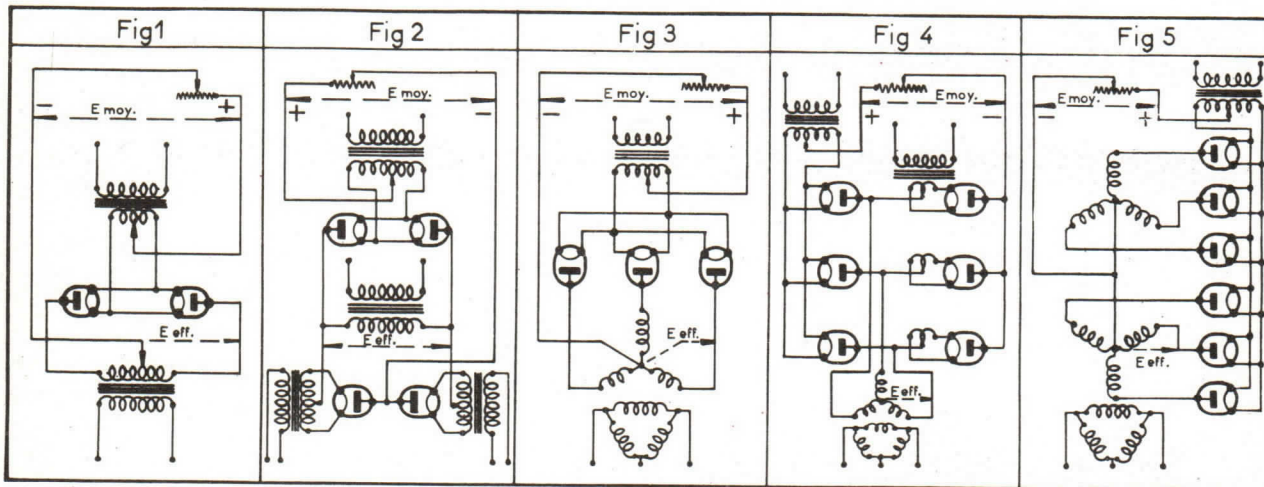 Fig1
Fig 2
Fig 3
Fig 4
Fig 5
- E moy. +
E eff.
E moy.
+ -
E eff.
- E moy. +
E eff.
E moy.
+ -
E eff.
E moy.
- +
E eff.